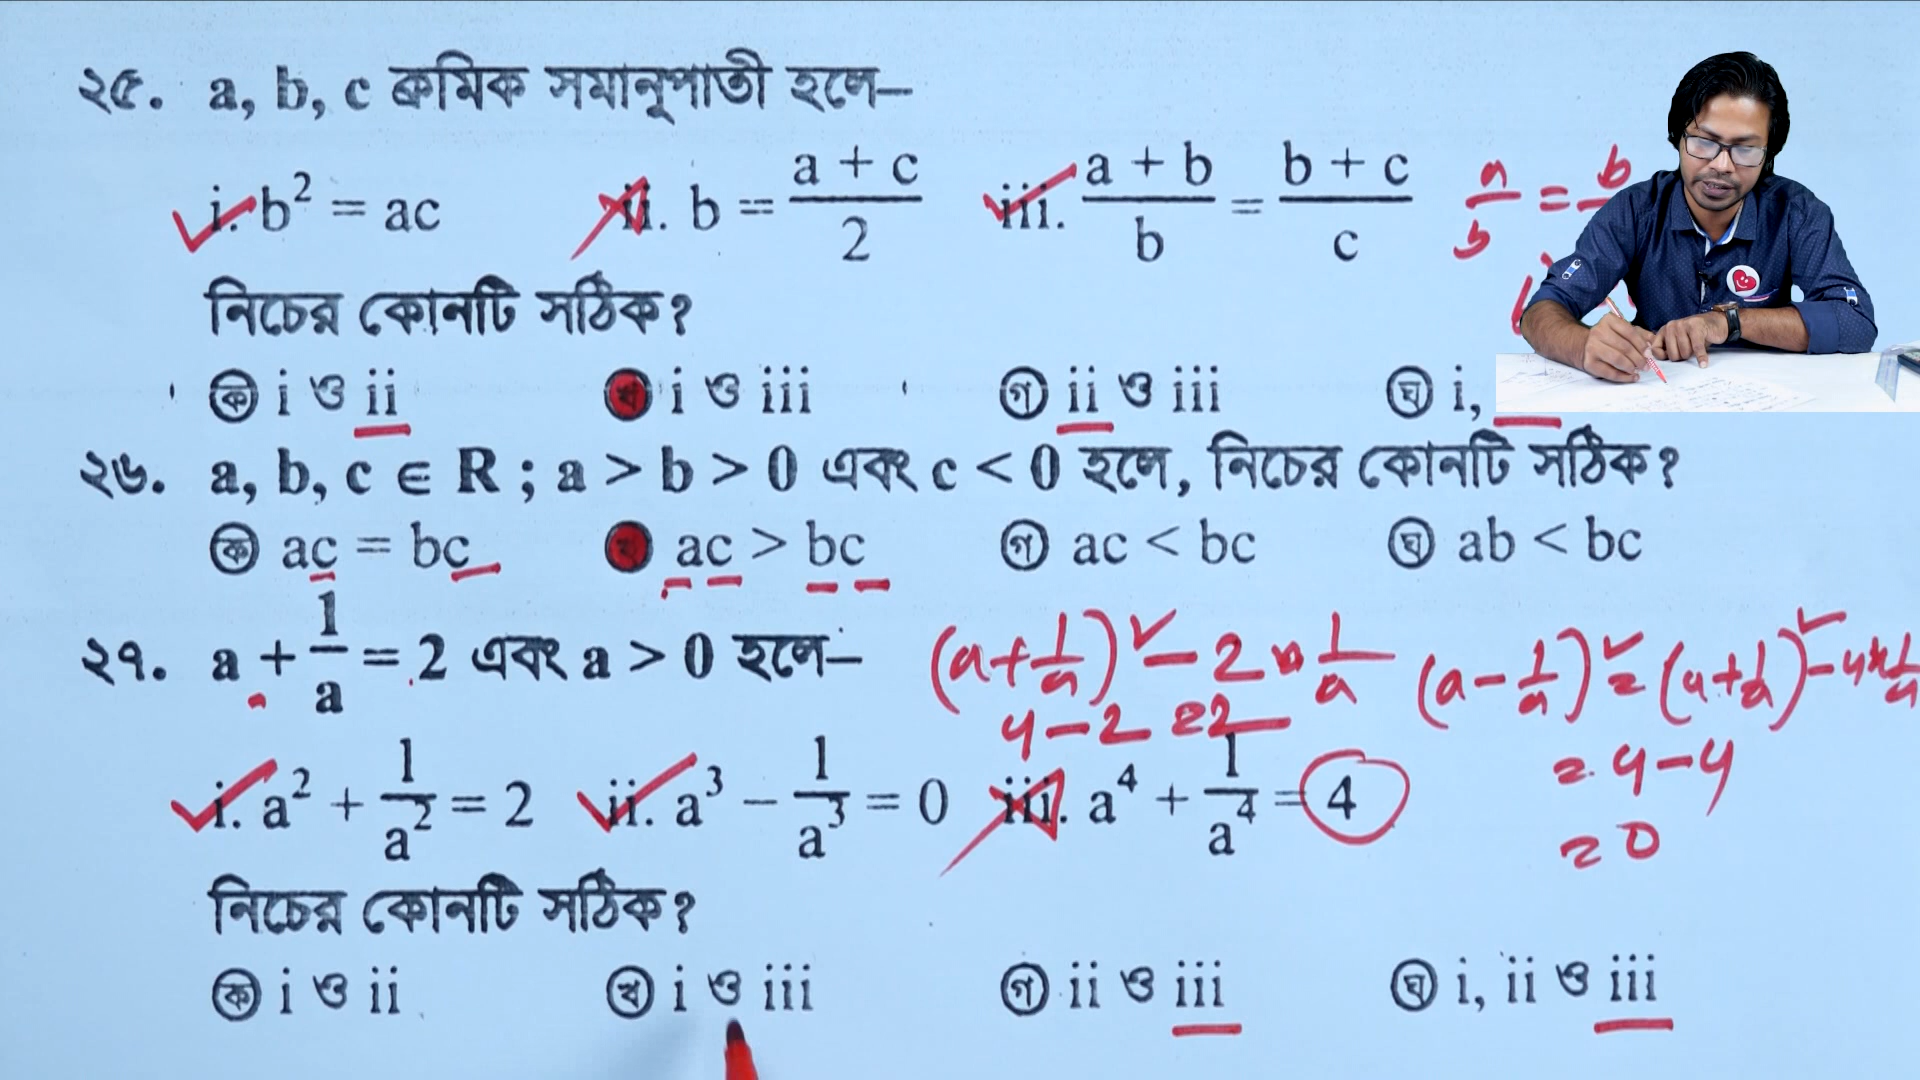 ২৫. a, b, c ক্রমিক সমানুপাতী হলে–
i. b² = ac ii. b = (a + c)/2 iii. (a + b)/b = (b + c)/c a/b = b
নিচের কোনটি সঠিক?
ক i ও ii খ i ও iii গ ii ও iii ঘ i,
২৬. a, b, c ∈ R ; a > b > 0 এবং c < 0 হলে, নিচের কোনটি সঠিক?
ক ac = bc খ ac > bc গ ac < bc ঘ ab < bc
২৭. a + 1/a = 2 এবং a > 0 হলে–
(a+1/a)² – 2·a·1/a
4 – 2 = 2
(a – 1/a)² = (a+1/a)² – 4·a·1/a
= 4 – 4
= 0
i. a² + 1/a² = 2 ii. a³ – 1/a³ = 0 iii. a⁴ + 1/a⁴ = 4
নিচের কোনটি সঠিক?
ক i ও ii খ i ও iii গ ii ও iii ঘ i, ii ও iii